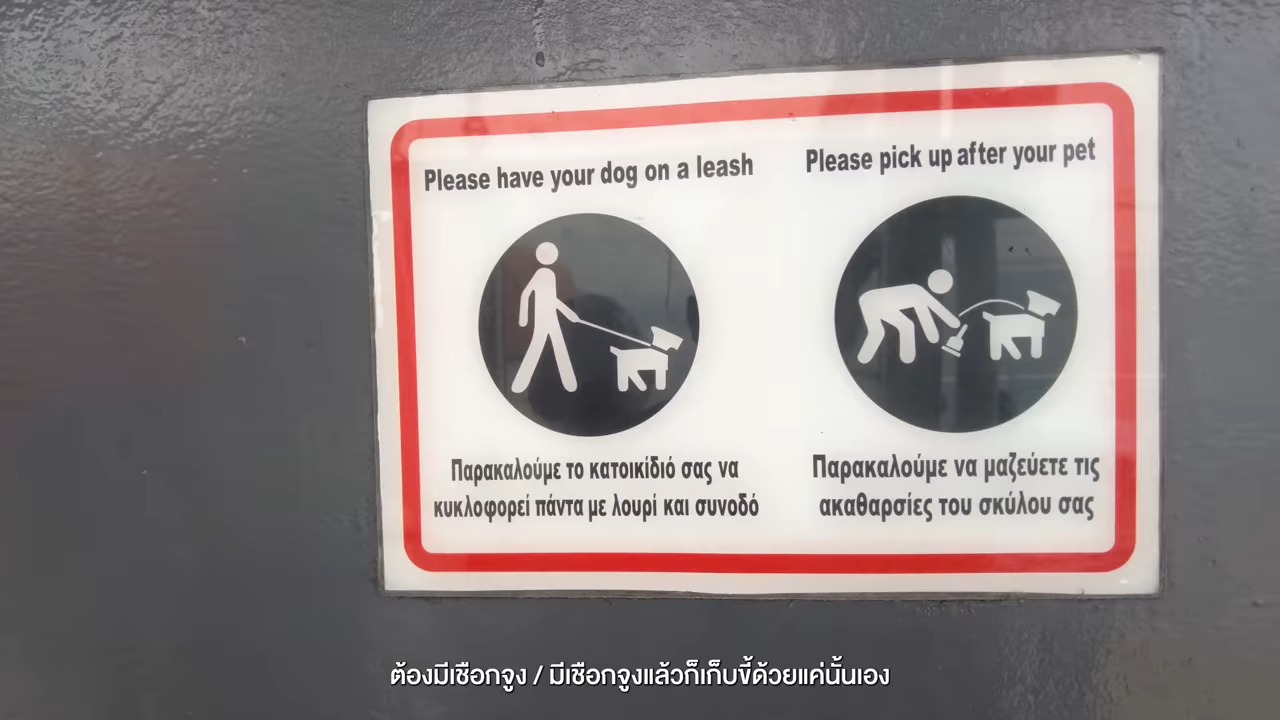 Please have your dog on a leash
Please pick up after your pet
Παρακαλούμε το κατοικίδιό σας να
κυκλοφορεί πάντα με λουρί και συνοδό
Παρακαλούμε να μαζεύετε τις
ακαθαρσίες του σκύλου σας
ต้องมีเชือกจูง / มีเชือกจูงแล้วก็เก็บขี้ด้วยแค่นั้นเอง